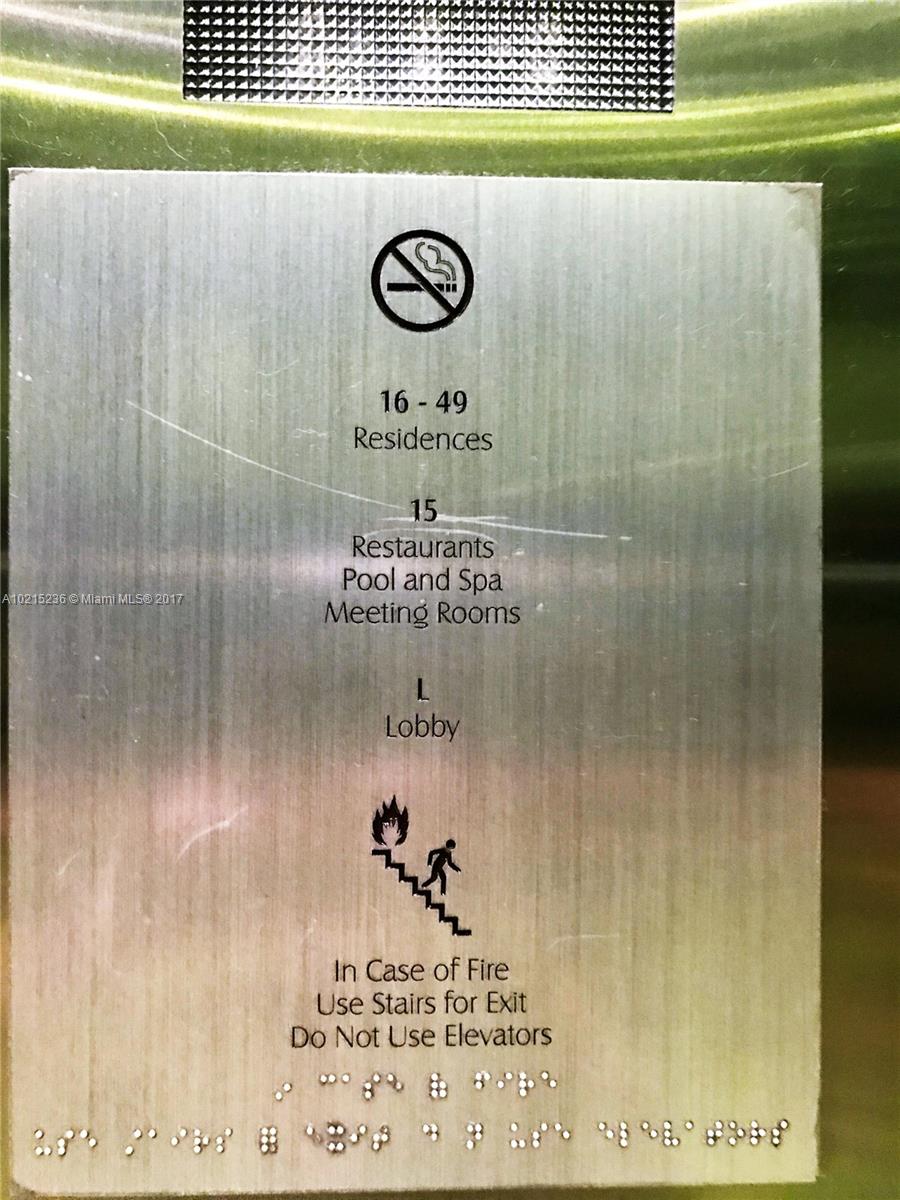 16 - 49
Residences
15
Restaurants
Pool and Spa
Meeting Rooms
A10215236 © Miami MLS® 2017
L
Lobby
In Case of Fire
Use Stairs for Exit
Do Not Use Elevators